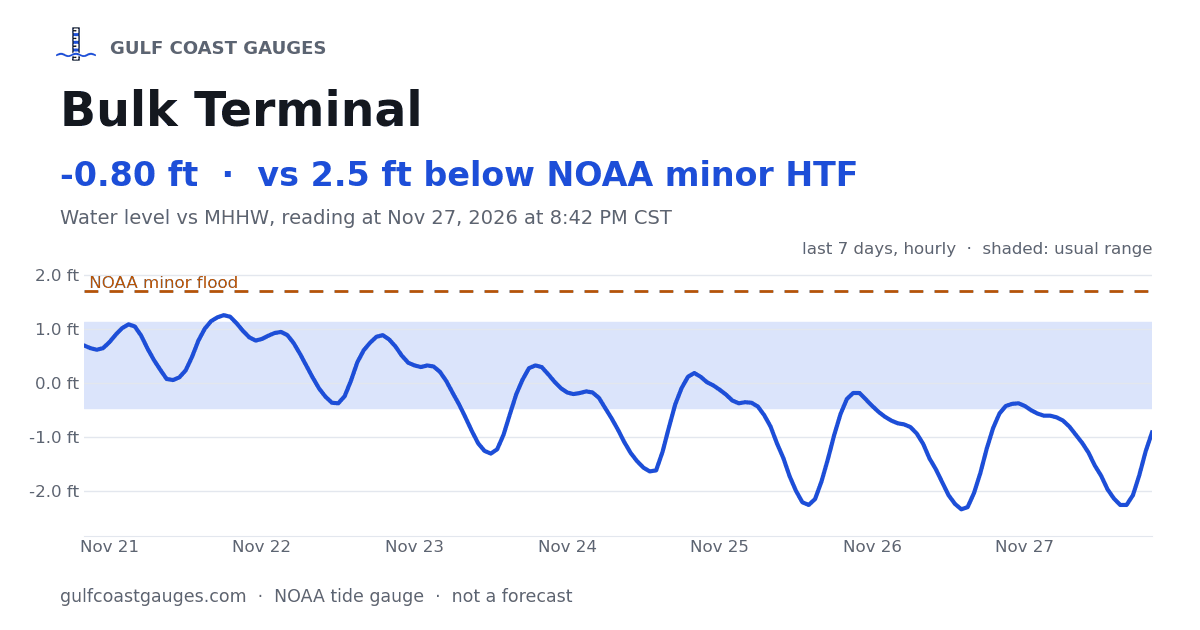 GULF COAST GAUGES
Bulk Terminal
-0.80 ft · vs 2.5 ft below NOAA minor HTF
Water level vs MHHW, reading at Nov 27, 2026 at 8:42 PM CST
last 7 days, hourly · shaded: usual range
2.0 ft
NOAA minor flood
1.0 ft
0.0 ft
-1.0 ft
-2.0 ft
Nov 21 Nov 22 Nov 23 Nov 24 Nov 25 Nov 26 Nov 27
gulfcoastgauges.com · NOAA tide gauge · not a forecast